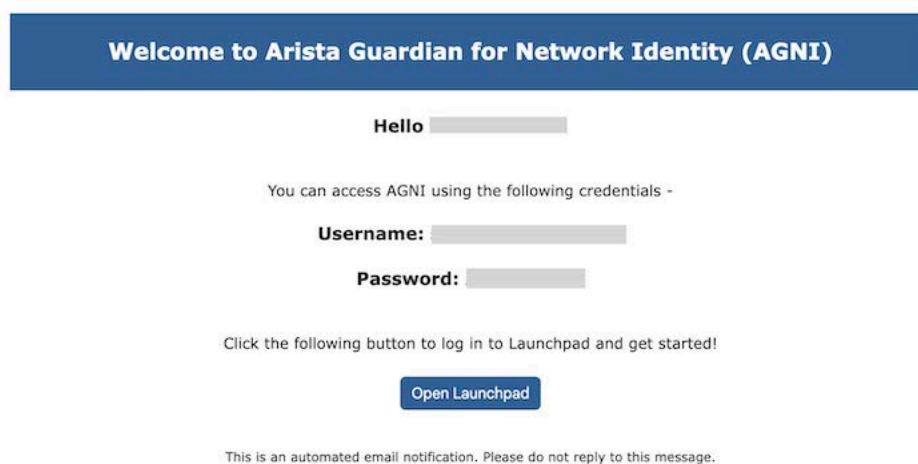 Welcome to Arista Guardian for Network Identity (AGNI)
Hello
You can access AGNI using the following credentials -
Username:
Password:
Click the following button to log in to Launchpad and get started!
Open Launchpad
This is an automated email notification. Please do not reply to this message.